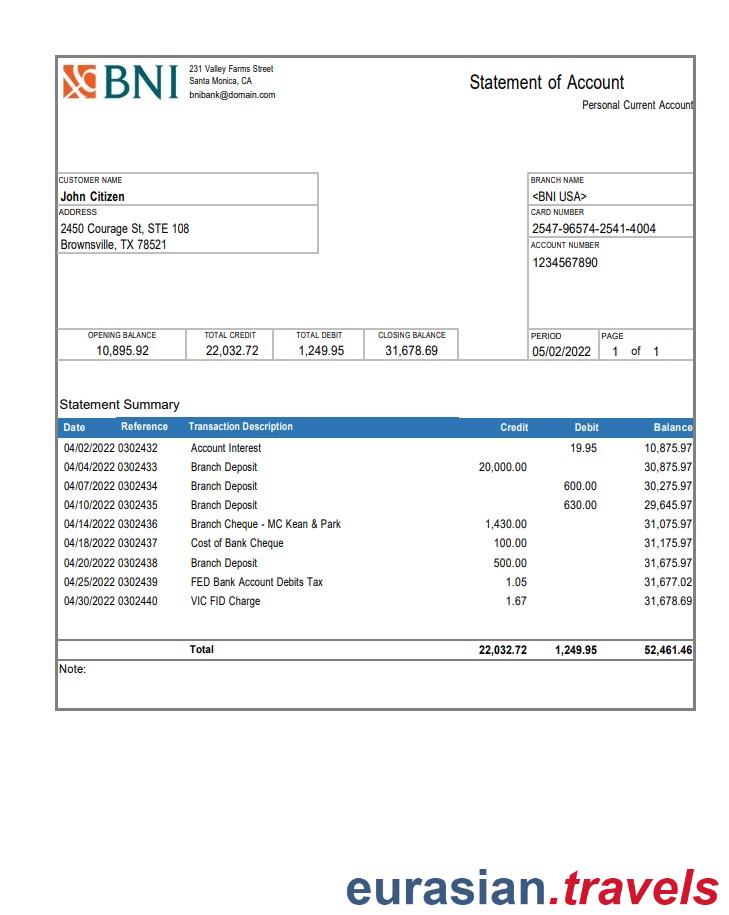 BNI
231 Valley Farms Street
Santa Monica, CA
bnibank@domain.com
Statement of Account
Personal Current Account
CUSTOMER NAME
John Citizen
ADDRESS
2450 Courage St, STE 108
Brownsville, TX 78521
BRANCH NAME
<BNI USA>
CARD NUMBER
2547-96574-2541-4004
ACCOUNT NUMBER
1234567890
OPENING BALANCE TOTAL CREDIT TOTAL DEBIT CLOSING BALANCE PERIOD PAGE
10,895.92 22,032.72 1,249.95 31,678.69 05/02/2022 1 of 1
Statement Summary
Date Reference Transaction Description Credit Debit Balance
04/02/2022 0302432 Account Interest 19.95 10,875.97
04/04/2022 0302433 Branch Deposit 20,000.00 30,875.97
04/07/2022 0302434 Branch Deposit 600.00 30,275.97
04/10/2022 0302435 Branch Deposit 630.00 29,645.97
04/14/2022 0302436 Branch Cheque - MC Kean & Park 1,430.00 31,075.97
04/18/2022 0302437 Cost of Bank Cheque 100.00 31,175.97
04/20/2022 0302438 Branch Deposit 500.00 31,675.97
04/25/2022 0302439 FED Bank Account Debits Tax 1.05 31,677.02
04/30/2022 0302440 VIC FID Charge 1.67 31,678.69
Total 22,032.72 1,249.95 52,461.46
Note:
eurasian.travels